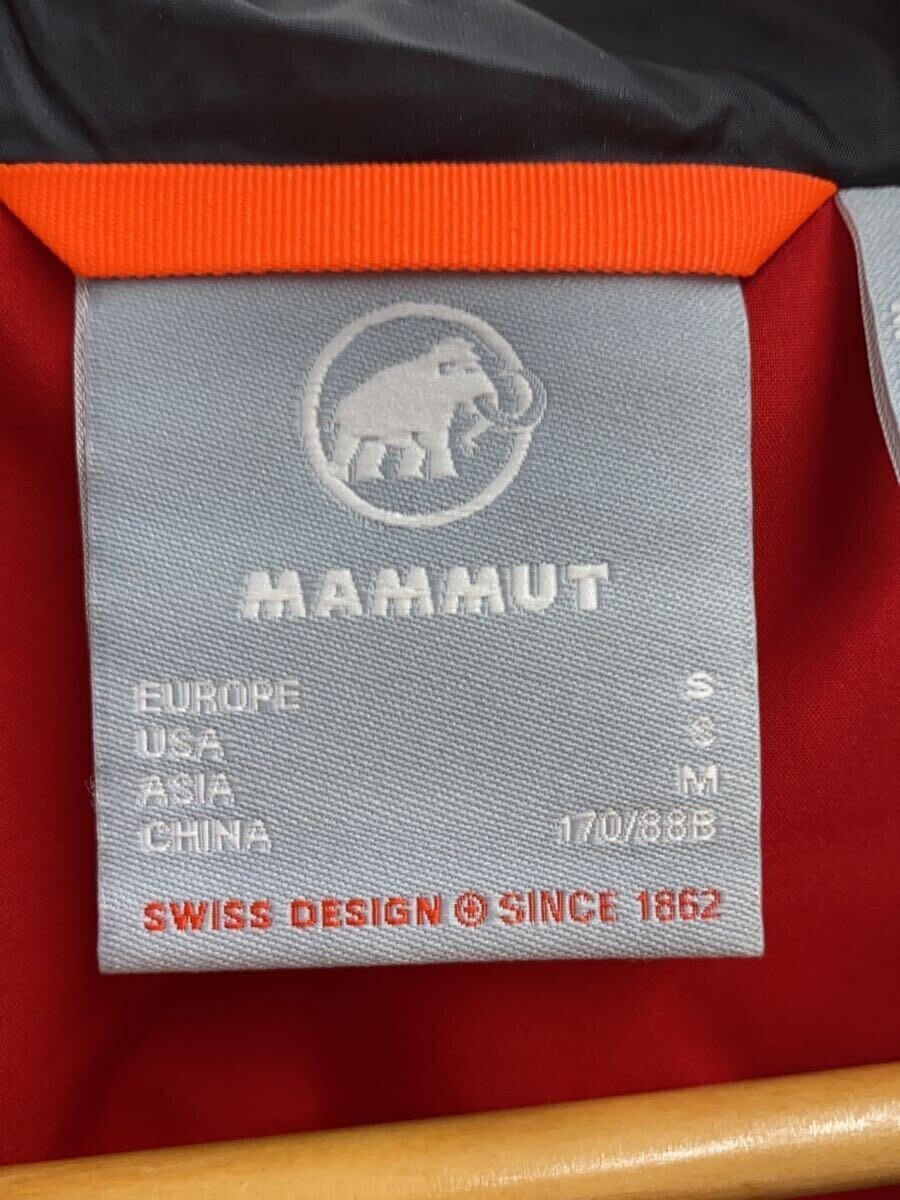 MAMMUT
EUROPE S
USA S
ASIA M
CHINA 170/88B
SWISS DESIGN SINCE 1862